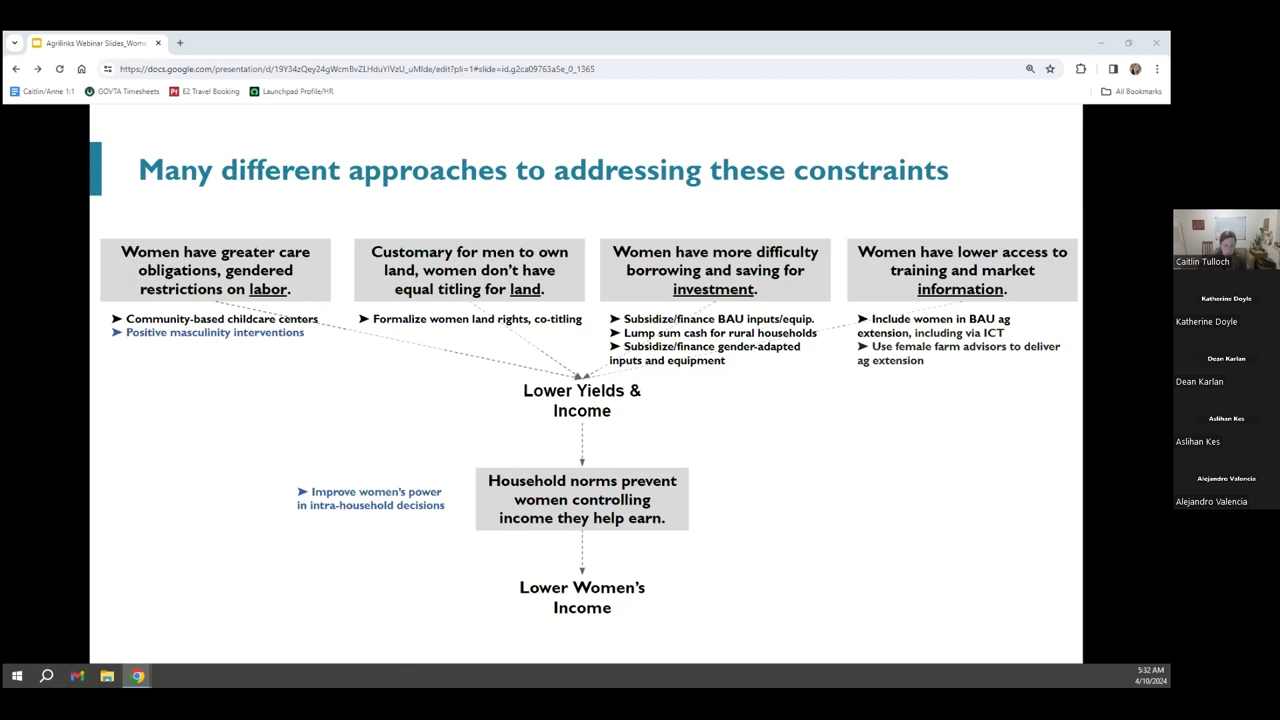 Agrilinks Webinar Slides_Wome
https://docs.google.com/presentation/d/19Y34zQey24gWcmBvZLHduYlVzU_uMlde/edit?pli=1#slide=id.g2ca09763a5e_0_1365
Caitlin/Anne 1:1
GOVTA Timesheets
E2 Travel Booking
Launchpad Profile/HR
All Bookmarks
Many different approaches to addressing these constraints
Women have greater care
obligations, gendered
restrictions on labor.
➤ Community-based childcare centers
➤ Positive masculinity interventions
Customary for men to own
land, women don't have
equal titling for land.
➤ Formalize women land rights, co-titling
Women have more difficulty
borrowing and saving for
investment.
➤ Subsidize/finance BAU inputs/equip.
➤ Lump sum cash for rural households
➤ Subsidize/finance gender-adapted
inputs and equipment
Women have lower access to
training and market
information.
➤ Include women in BAU ag
extension, including via ICT
➤ Use female farm advisors to deliver
ag extension
Lower Yields &
Income
➤ Improve women's power
in intra-household decisions
Household norms prevent
women controlling
income they help earn.
Lower Women's
Income
Caitlin Tulloch
Katherine Doyle
Katherine Doyle
Dean Karlan
Dean Karlan
Aslihan Kes
Aslihan Kes
Alejandro Valencia
Alejandro Valencia
5:32 AM
4/10/2024